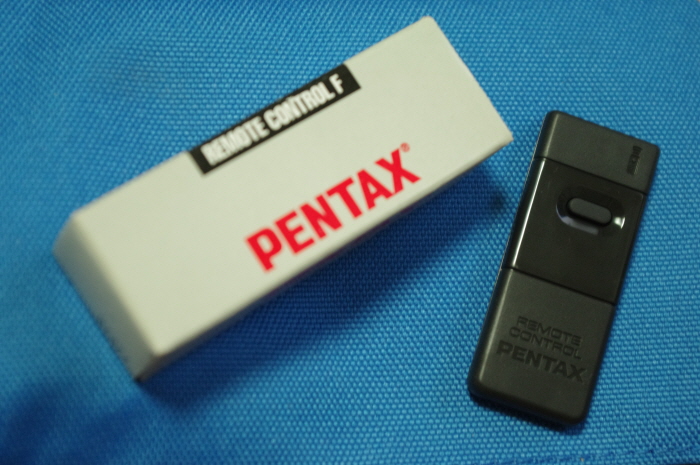 REMOTE CONTROL F
PENTAX®
REMOTE
CONTROL
PENTAX